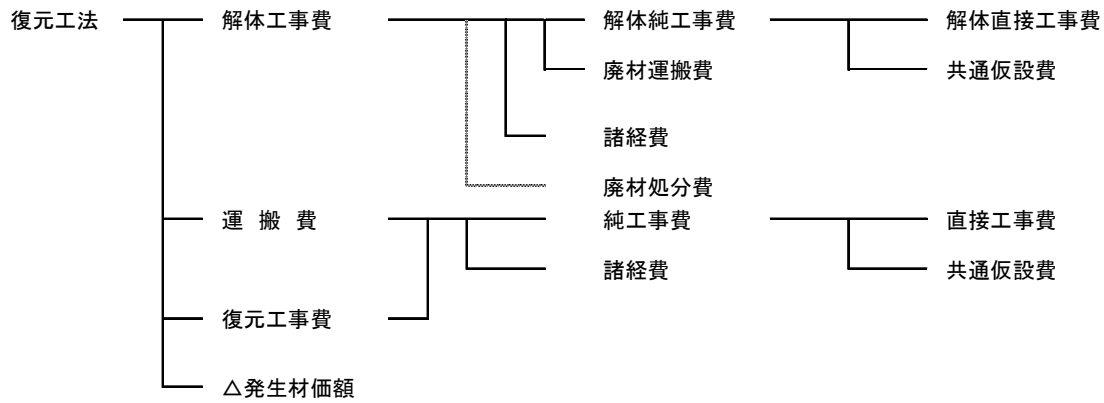 復元工法 解体工事費 解体純工事費 解体直接工事費
廃材運搬費 共通仮設費
諸経費
廃材処分費
運 搬 費 純工事費 直接工事費
諸経費 共通仮設費
復元工事費
△発生材価額